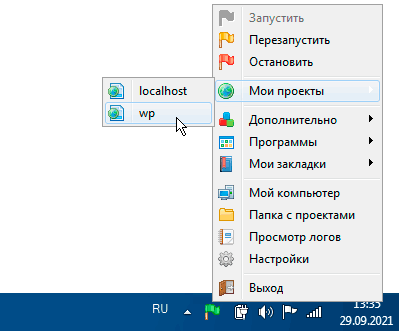 Запустить
Перезапустить
Остановить
Мои проекты
localhost
wp
Дополнительно
Программы
Мои закладки
Мой компьютер
Папка с проектами
Просмотр логов
Настройки
Выход
RU
13:35
29.09.2021